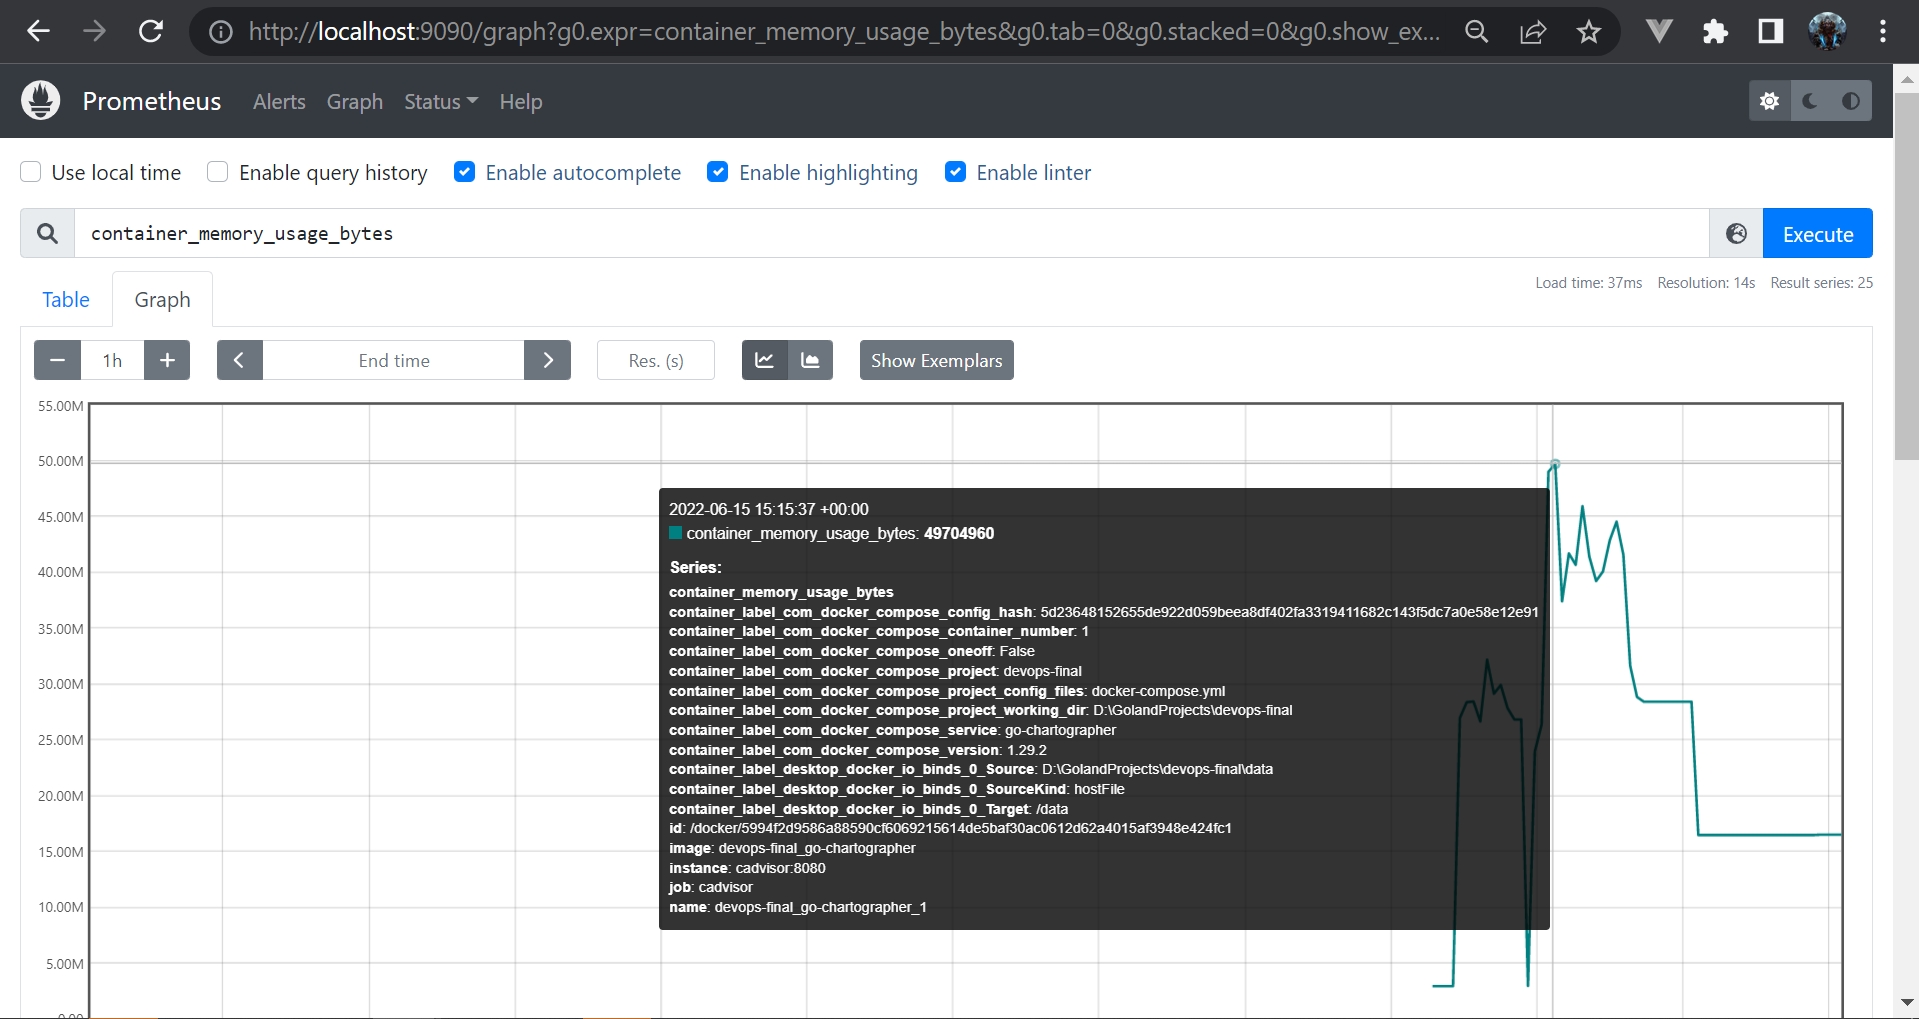 http://localhost:9090/graph?g0.expr=container_memory_usage_bytes&g0.tab=0&g0.stacked=0&g0.show_ex...
Prometheus Alerts Graph Status Help
Use local time Enable query history Enable autocomplete Enable highlighting Enable linter
container_memory_usage_bytes Execute
Table Graph Load time: 37ms Resolution: 14s Result series: 25
1h End time Res. (s) Show Exemplars
55.00M
50.00M
45.00M
40.00M
35.00M
30.00M
25.00M
20.00M
15.00M
10.00M
5.00M
0.00
2022-06-15 15:15:37 +00:00
container_memory_usage_bytes: 49704960
Series:
container_memory_usage_bytes
container_label_com_docker_compose_config_hash: 5d23648152655de922d059beea8df402fa3319411682c143f5dc7a0e58e12e91
container_label_com_docker_compose_container_number: 1
container_label_com_docker_compose_oneoff: False
container_label_com_docker_compose_project: devops-final
container_label_com_docker_compose_project_config_files: docker-compose.yml
container_label_com_docker_compose_project_working_dir: D:\GolandProjects\devops-final
container_label_com_docker_compose_service: go-chartographer
container_label_com_docker_compose_version: 1.29.2
container_label_desktop_docker_io_binds_0_Source: D:\GolandProjects\devops-final\data
container_label_desktop_docker_io_binds_0_SourceKind: hostFile
container_label_desktop_docker_io_binds_0_Target: /data
id: /docker/5994f2d9586a88590cf6069215614de5baf30ac0612d62a4015af3948e424fc1
image: devops-final_go-chartographer
instance: cadvisor:8080
job: cadvisor
name: devops-final_go-chartographer_1